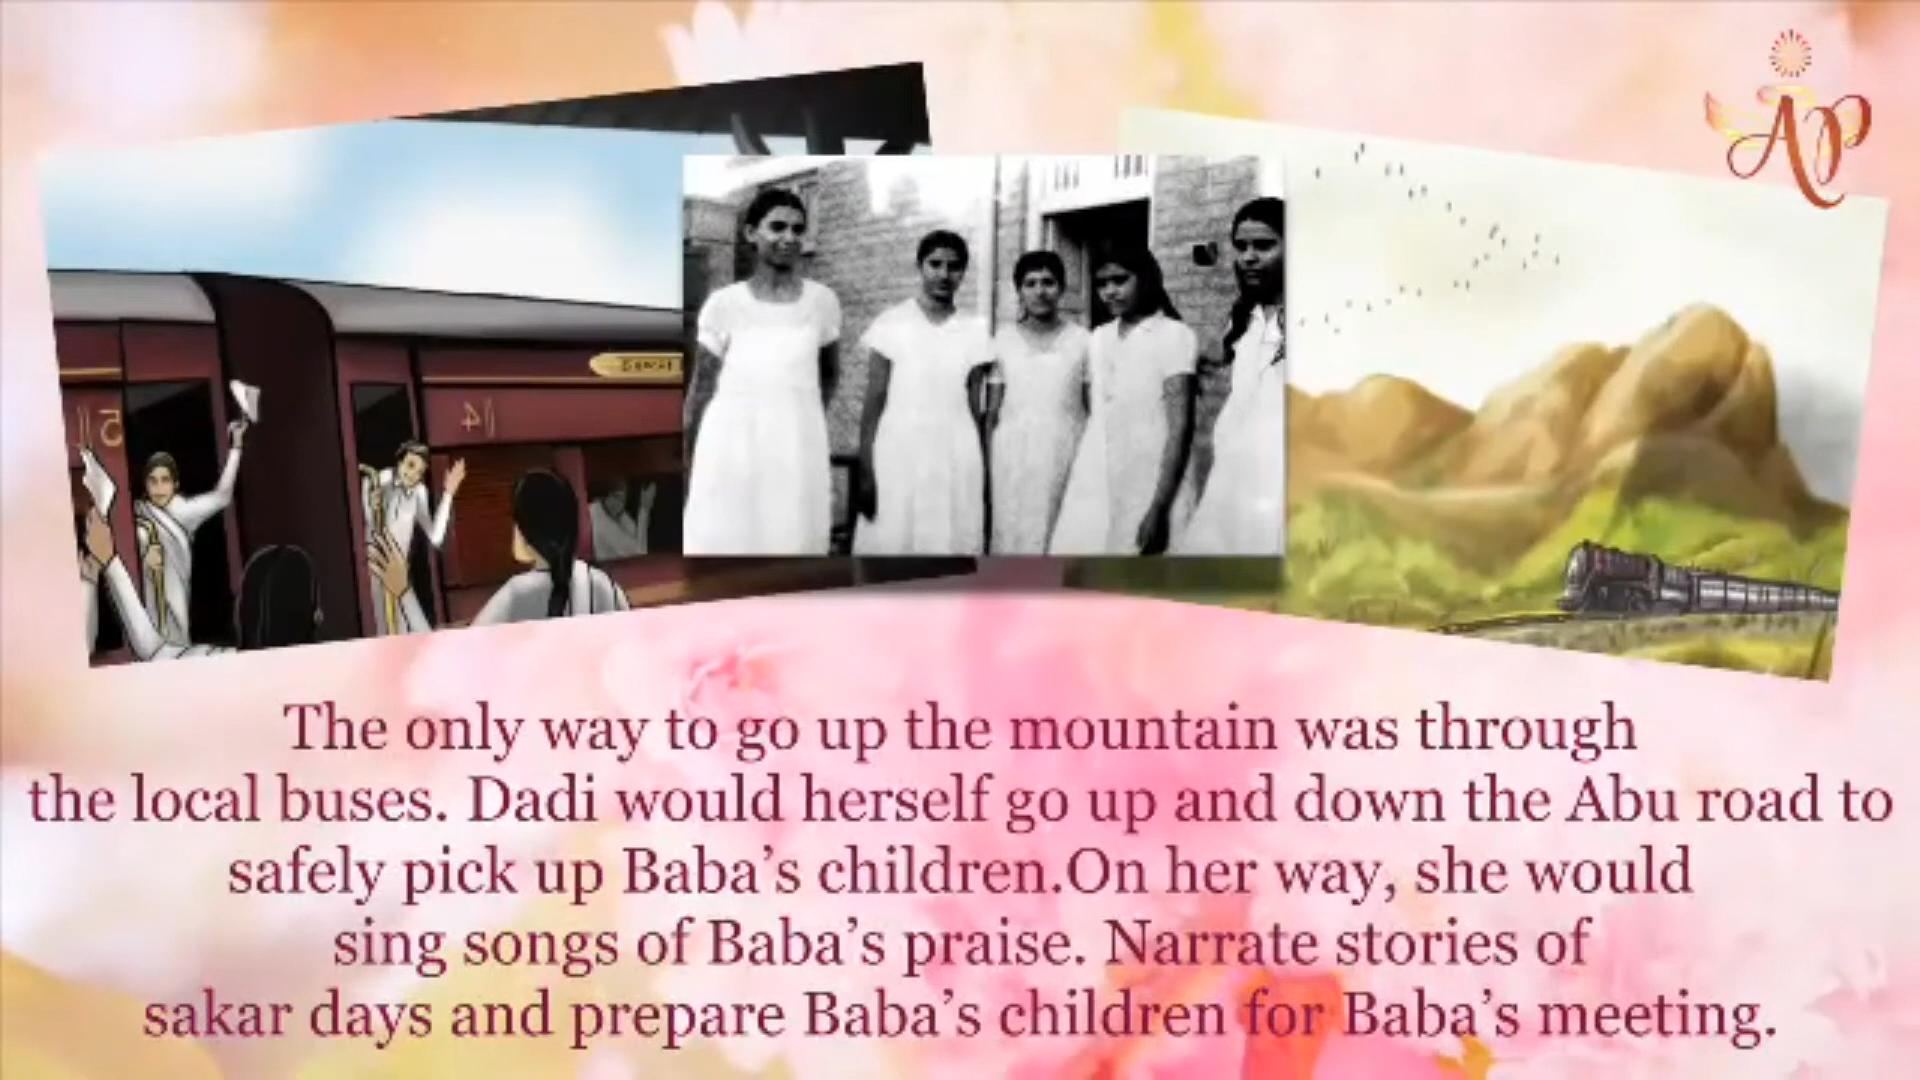 AP
The only way to go up the mountain was through
the local buses. Dadi would herself go up and down the Abu road to
safely pick up Baba’s children.On her way, she would
sing songs of Baba’s praise. Narrate stories of
sakar days and prepare Baba’s children for Baba’s meeting.